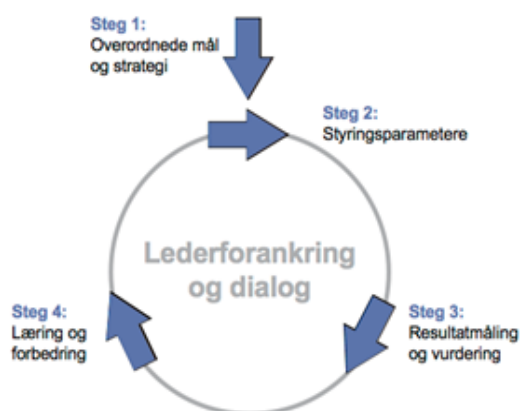 Steg 1:
Overordnede mål
og strategi
Steg 2:
Styringsparametere
Lederforankring
og dialog
Steg 3:
Resultatmåling
og vurdering
Steg 4:
Læring og
forbedring